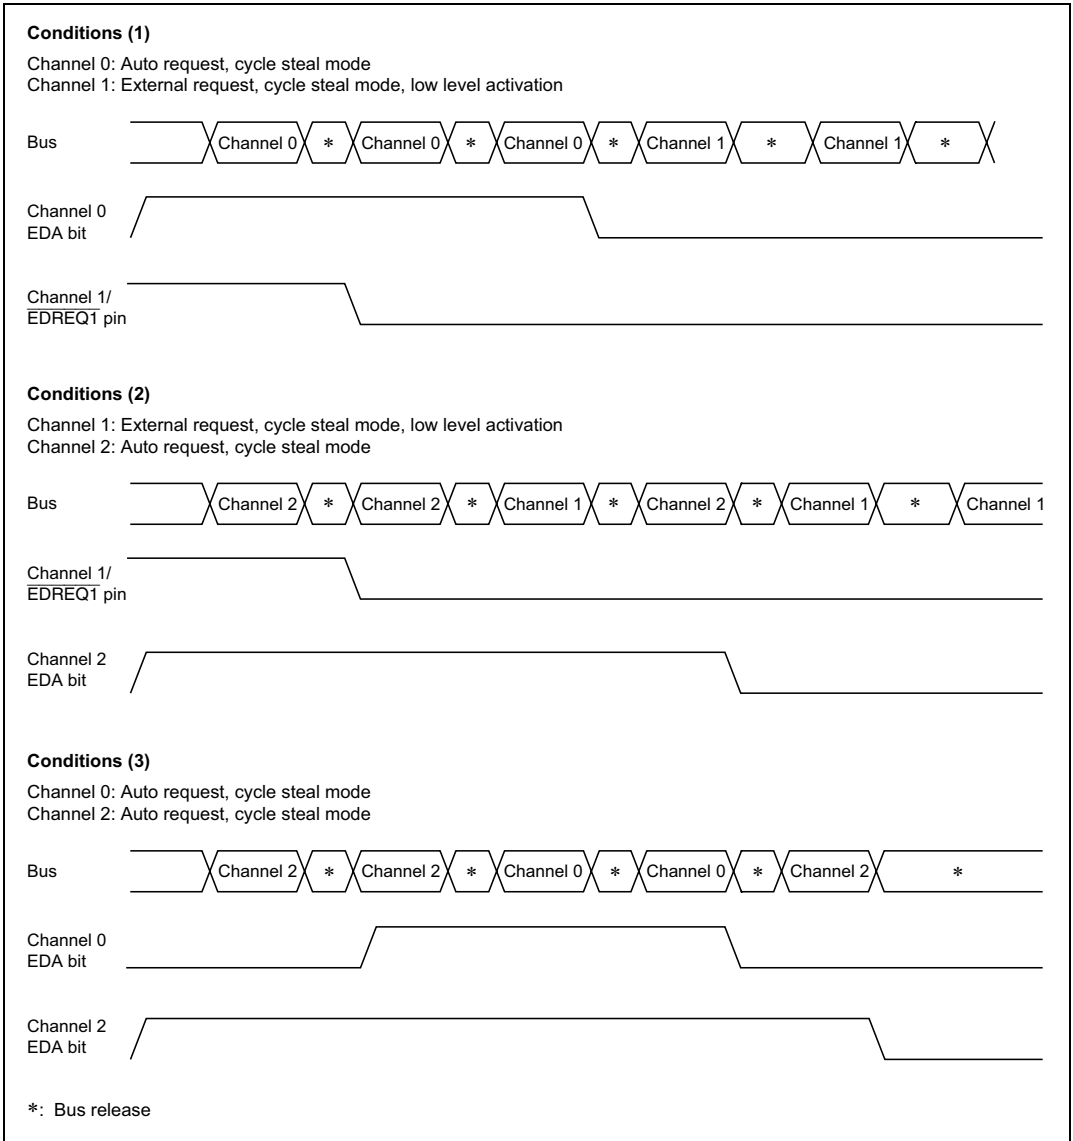 Conditions (1)
Channel 0: Auto request, cycle steal mode
Channel 1: External request, cycle steal mode, low level activation
Bus Channel 0 * Channel 0 * Channel 0 * Channel 1 * Channel 1 *
Channel 0
EDA bit
Channel 1/
EDREQ1 pin
Conditions (2)
Channel 1: External request, cycle steal mode, low level activation
Channel 2: Auto request, cycle steal mode
Bus Channel 2 * Channel 2 * Channel 1 * Channel 2 * Channel 1 * Channel 1
Channel 1/
EDREQ1 pin
Channel 2
EDA bit
Conditions (3)
Channel 0: Auto request, cycle steal mode
Channel 2: Auto request, cycle steal mode
Bus Channel 2 * Channel 2 * Channel 0 * Channel 0 * Channel 2 *
Channel 0
EDA bit
Channel 2
EDA bit
*: Bus release